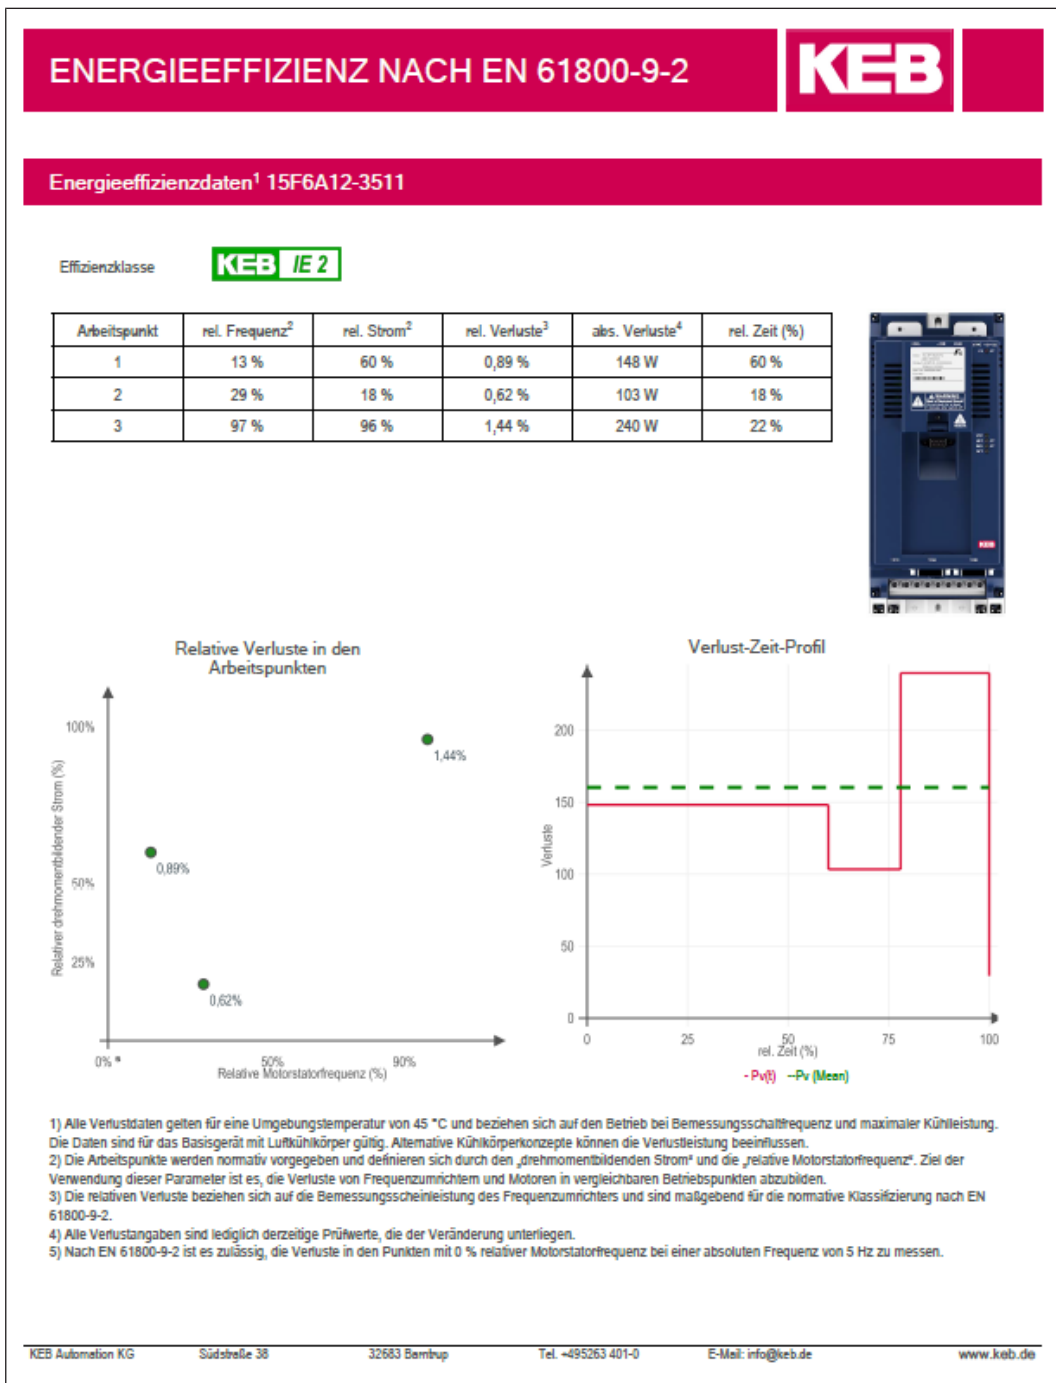 ENERGIEEFFIZIENZ NACH EN 61800-9-2
KEB
Energieeffizienzdaten¹ 15F6A12-3511
Effizienzklasse
KEB IE 2
Arbeitspunkt rel. Frequenz² rel. Strom² rel. Verluste³ abs. Verluste⁴ rel. Zeit (%)
1 13 % 60 % 0,89 % 148 W 60 %
2 29 % 18 % 0,62 % 103 W 18 %
3 97 % 96 % 1,44 % 240 W 22 %
WARNING
KEB
Relative Verluste in den
Arbeitspunkten
Relativer drehmomentbildender Strom (%)
100%
50%
25%
1,44%
0,89%
0,62%
0% 50% 90%
Relative Motorstatorfrequenz (%)
Verlust-Zeit-Profil
Verluste
200
150
100
50
0
0 25 50 75 100
rel. Zeit (%)
- Pv(t) --Pv (Mean)
1) Alle Verlustdaten gelten für eine Umgebungstemperatur von 45 °C und beziehen sich auf den Betrieb bei Bemessungsschaltfrequenz und maximaler Kühlleistung.
Die Daten sind für das Basisgerät mit Luftkühlkörper gültig. Alternative Kühlkörperkonzepte können die Verlustleistung beeinflussen.
2) Die Arbeitspunkte werden normativ vorgegeben und definieren sich durch den „drehmomentbildenden Strom“ und die „relative Motorstatorfrequenz“. Ziel der
Verwendung dieser Parameter ist es, die Verluste von Frequenzumrichtern und Motoren in vergleichbaren Betriebspunkten abzubilden.
3) Die relativen Verluste beziehen sich auf die Bemessungsscheinleistung des Frequenzumrichters und sind maßgebend für die normative Klassifizierung nach EN
61800-9-2.
4) Alle Verlustangaben sind lediglich derzeitige Prüfwerte, die der Veränderung unterliegen.
5) Nach EN 61800-9-2 ist es zulässig, die Verluste in den Punkten mit 0 % relativer Motorstatorfrequenz bei einer absoluten Frequenz von 5 Hz zu messen.
KEB Automation KG Südstraße 38 32683 Barntrup Tel. +495263 401-0 E-Mail: info@keb.de www.keb.de